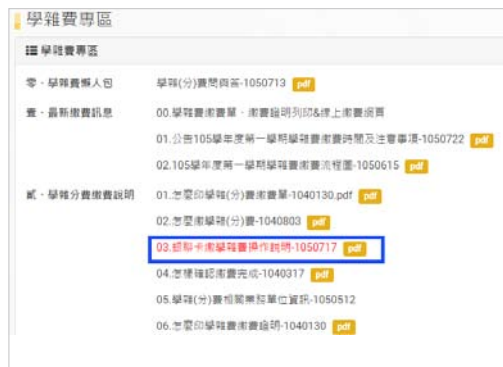 學雜費專區
學雜費專區
零、學雜費懶人包 學雜(分)費問與答-1050713 pdf
壹、最新繳費訊息 00.學雜費繳費單、繳費證明列印&線上繳費網頁
01.公告105學年度第一學期學雜費繳費時間及注意事項-1050722 pdf
02.105學年度第一學期學雜費繳費流程圖-1050615 pdf
貳、學雜分費繳費說明 01.怎麼印學雜(分)費繳費單-1040130.pdf pdf
02.怎麼繳學雜(分)費-1040803 pdf
03.銀聯卡繳學雜費操作說明-1050717 pdf
04.怎樣確認繳費完成-1040317 pdf
05.學雜(分)費相關業務單位資訊-1050512
06.怎麼印學雜費繳費證明-1040130 pdf